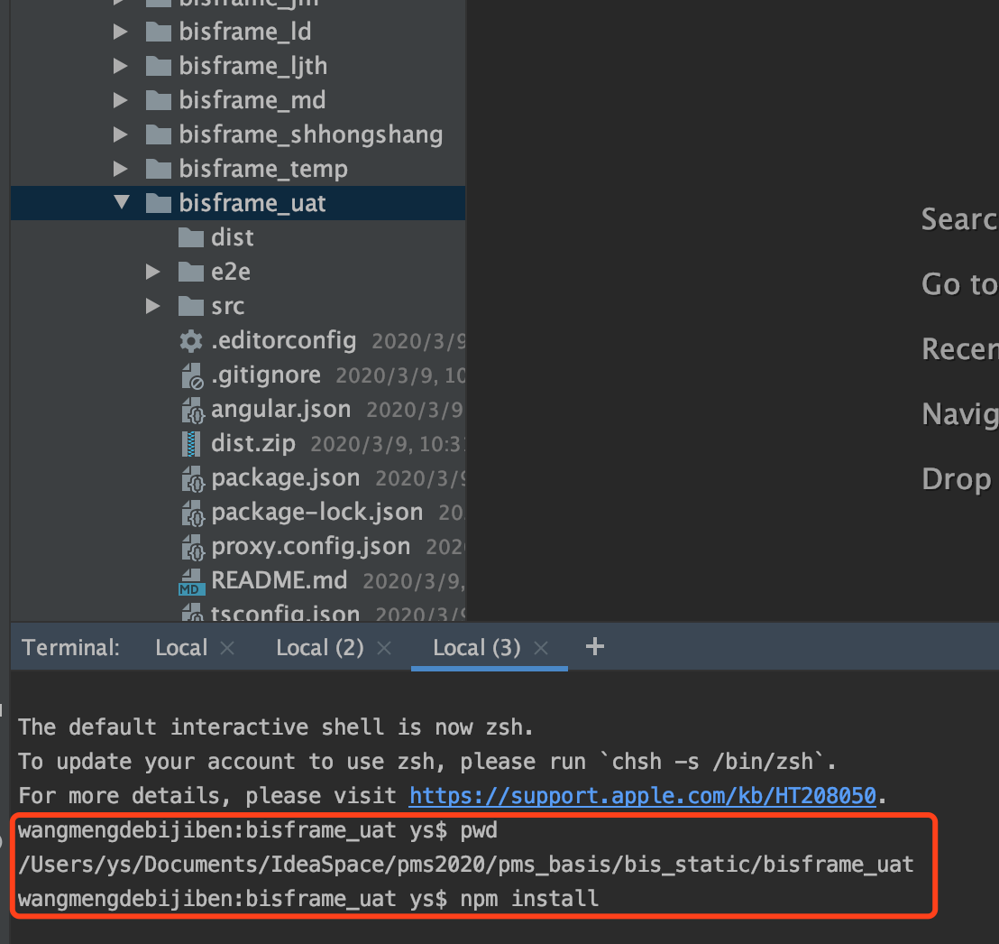 bisframe_jm
bisframe_ld
bisframe_ljth
bisframe_md
bisframe_shhongshang
bisframe_temp
bisframe_uat
dist
e2e
src
.editorconfig 2020/3/9
.gitignore 2020/3/9, 10
angular.json 2020/3/9
dist.zip 2020/3/9, 10:3
package.json 2020/3/9
package-lock.json 20
proxy.config.json 202
README.md 2020/3/9,
MD
tsconfig.json 2020/3/9
Searc
Go to
Recen
Navig
Drop
Terminal: Local × Local (2) × Local (3) × +
The default interactive shell is now zsh.
To update your account to use zsh, please run `chsh -s /bin/zsh`.
For more details, please visit https://support.apple.com/kb/HT208050.
wangmengdebijiben:bisframe_uat ys$ pwd
/Users/ys/Documents/IdeaSpace/pms2020/pms_basis/bis_static/bisframe_uat
wangmengdebijiben:bisframe_uat ys$ npm install